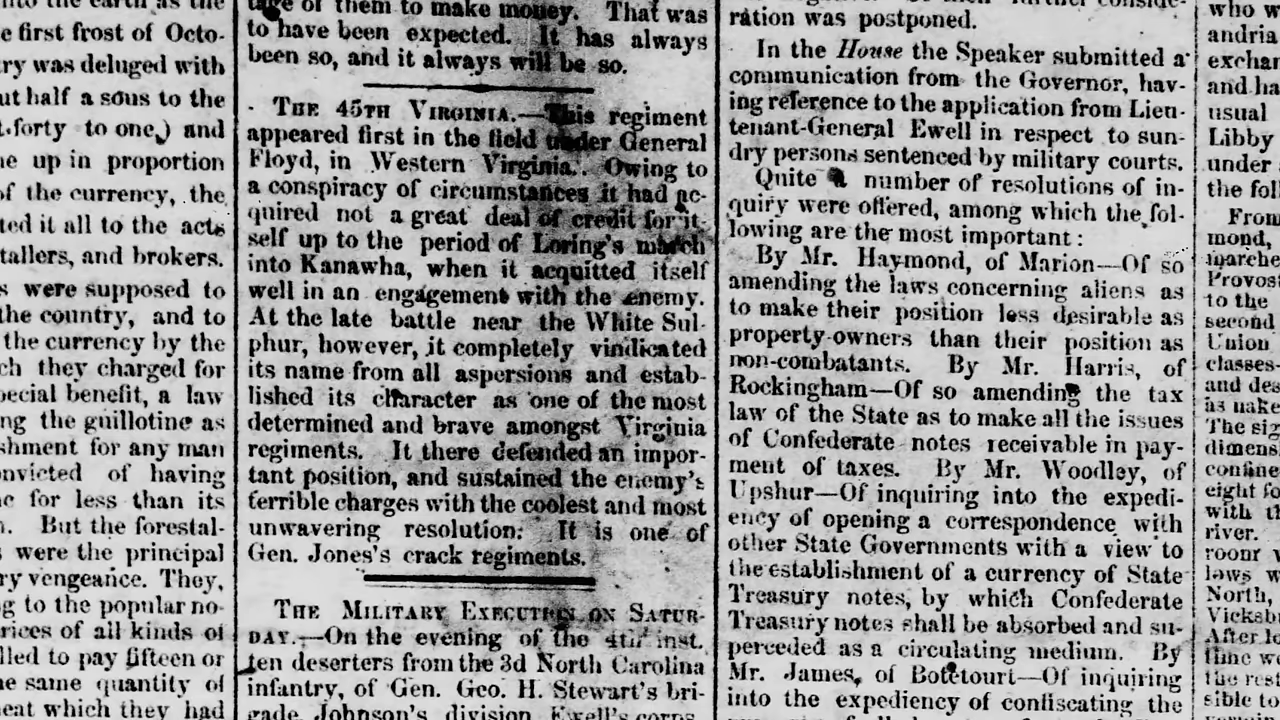 into the earth as the
e first frost of Octo-
ry was deluged with
ut half a sous to the
forty to one,) and
ne up in proportion
of the currency, the
ted it all to the acts
tallers, and brokers.
s were supposed to
the country, and to
the currency by the
ch they charged for
pecial benefit, a law
ng the guillotine as
shment for any man
onvicted of having
e for less than its
But the forestal-
s were the principal
ry vengeance. They,
g to the popular no-
rices of all kinds of
lled to pay fifteen or
ne same quantity of
eat which they had
of them to make money. That was
to have been expected. It has always
been so, and it always will be so.
THE 45TH VIRGINIA.—This regiment
appeared first in the field under General
Floyd, in Western Virginia. Owing to
a conspiracy of circumstances it had ac-
quired not a great deal of credit for it-
self up to the period of Loring's march
into Kanawha, when it acquitted itself
well in an engagement with the enemy.
At the late battle near the White Sul-
phur, however, it completely vindicated
its name from all aspersions and estab-
lished its character as one of the most
determined and brave amongst Virginia
regiments. It there defended an impor-
tant position, and sustained the enemy's
terrible charges with the coolest and most
unwavering resolution. It is one of
Gen. Jones's crack regiments.
THE MILITARY EXECUTION ON SATUR-
DAY.—On the evening of the 4th inst.
ten deserters from the 3d North Carolina
infantry, of Gen. Geo. H. Stewart's bri-
gade, Johnson's division, Ewell's corps,
ration was postponed.
In the House the Speaker submitted a
communication from the Governor, hav-
ing reference to the application from Lieu-
tenant-General Ewell in respect to sun-
dry persons sentenced by military courts.
Quite a number of resolutions of in-
quiry were offered, among which the fol-
lowing are the most important:
By Mr. Haymond, of Marion—Of so
amending the laws concerning aliens as
to make their position less desirable as
property-owners than their position as
non-combatants. By Mr. Harris, of
Rockingham—Of so amending the tax
law of the State as to make all the issues
of Confederate notes receivable in pay-
ment of taxes. By Mr. Woodley, of
Upshur—Of inquiring into the expedi-
ency of opening a correspondence with
other State Governments with a view to
the establishment of a currency of State
Treasury notes, by which Confederate
Treasury notes shall be absorbed and su-
perceded as a circulating medium. By
Mr. James, of Botetourt—Of inquiring
into the expediency of confiscating the
who w
andria
exchan
and ha
usual
Libby
under
the fol
From
mond,
marche
Provos
to the
second
Union
classes-
and des
as nake
The sig
dimens
confine
eight fe
with th
river.
room w
laws w
North,
Vicksb
After l
time we
the rest
sible to